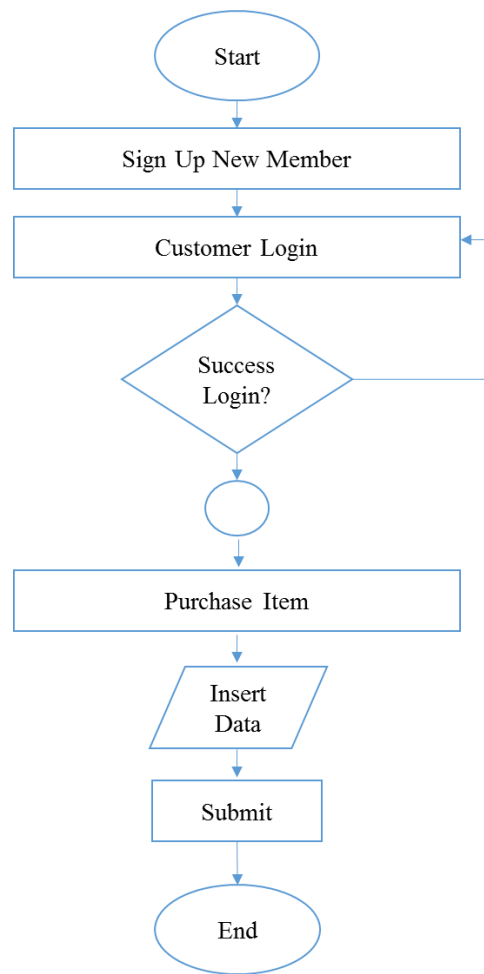 Start
Sign Up New Member
Customer Login
Success
Login?
Purchase Item
Insert
Data
Submit
End